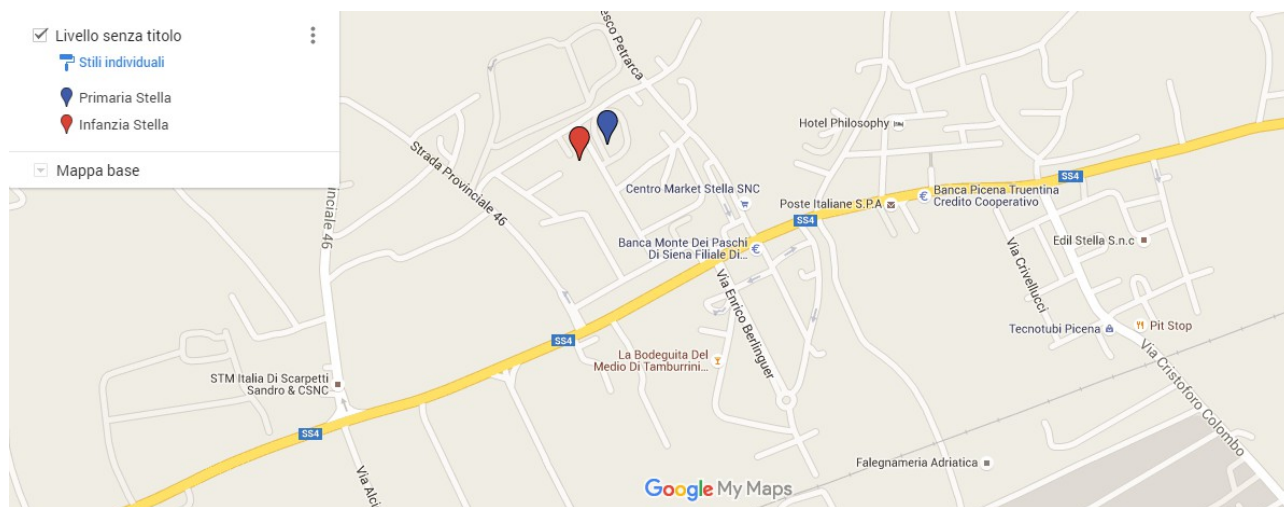 Livello senza titolo
Stili individuali
Primaria Stella
Infanzia Stella
Mappa base
esco Petrarca
Hotel Philosophy
Strada Provinciale 46
Centro Market Stella SNC
SS4
Banca Picena Truentina
Credito Cooperativo
Poste Italiane S.P.A
SS4
inciale 46
Banca Monte Dei Paschi
Di Siena Filiale Di...
Edil Stella S.n.c
Via Crivellucci
Via Enrico Berlinguer
Tecnotubi Picena
Pit Stop
SS4
La Bodeguita Del
Medio Di Tamburrini...
Via Cristoforo Colombo
STM Italia Di Scarpetti
Sandro & CSNC
SS4
Falegnameria Adriatica
Via Alci
Google My Maps